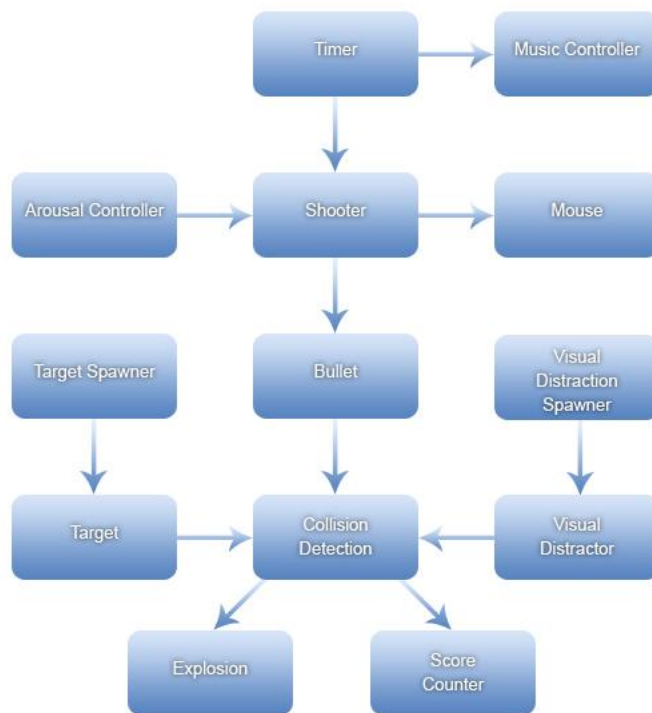 Timer
Music Controller
Arousal Controller
Shooter
Mouse
Target Spawner
Bullet
Visual
Distraction
Spawner
Target
Collision
Detection
Visual
Distractor
Explosion
Score
Counter